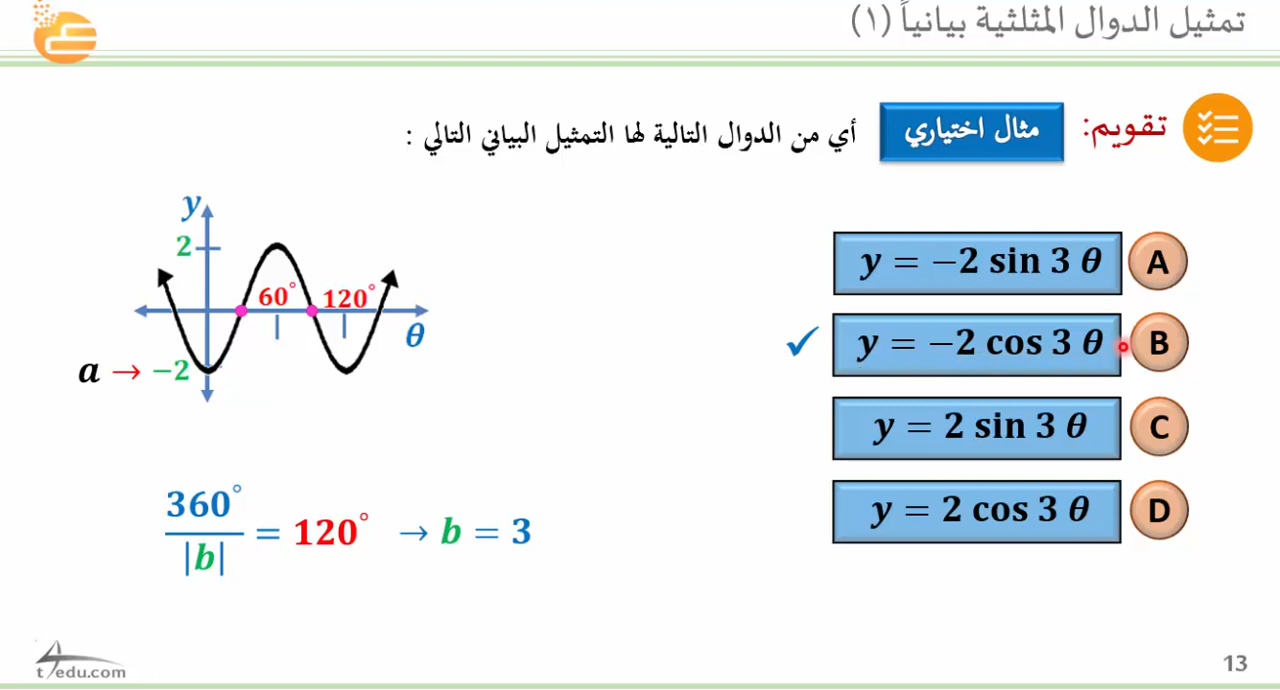 تمثيل الدوال المثلثية بيانياً (١)
تقويم:
مثال اختياري
أي من الدوال التالية لها التمثيل البياني التالي :
y
2
60°
120°
θ
a → −2
y = −2 sin 3 θ
A
y = −2 cos 3 θ
B
y = 2 sin 3 θ
C
y = 2 cos 3 θ
D
360° / |b| = 120° → b = 3
t4edu.com
13